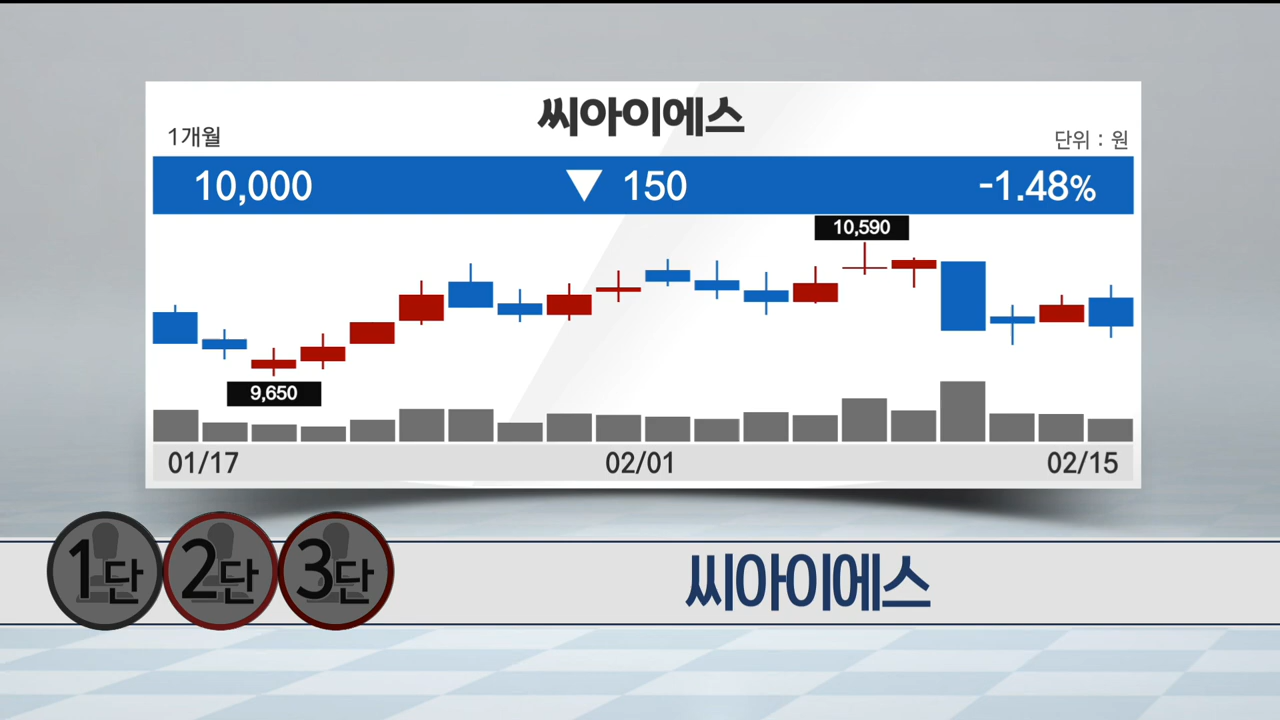 씨아이에스
1개월
단위 : 원
10,000 ▼ 150 -1.48%
10,590
9,650
01/17 02/01 02/15
1단 2단 3단
씨아이에스